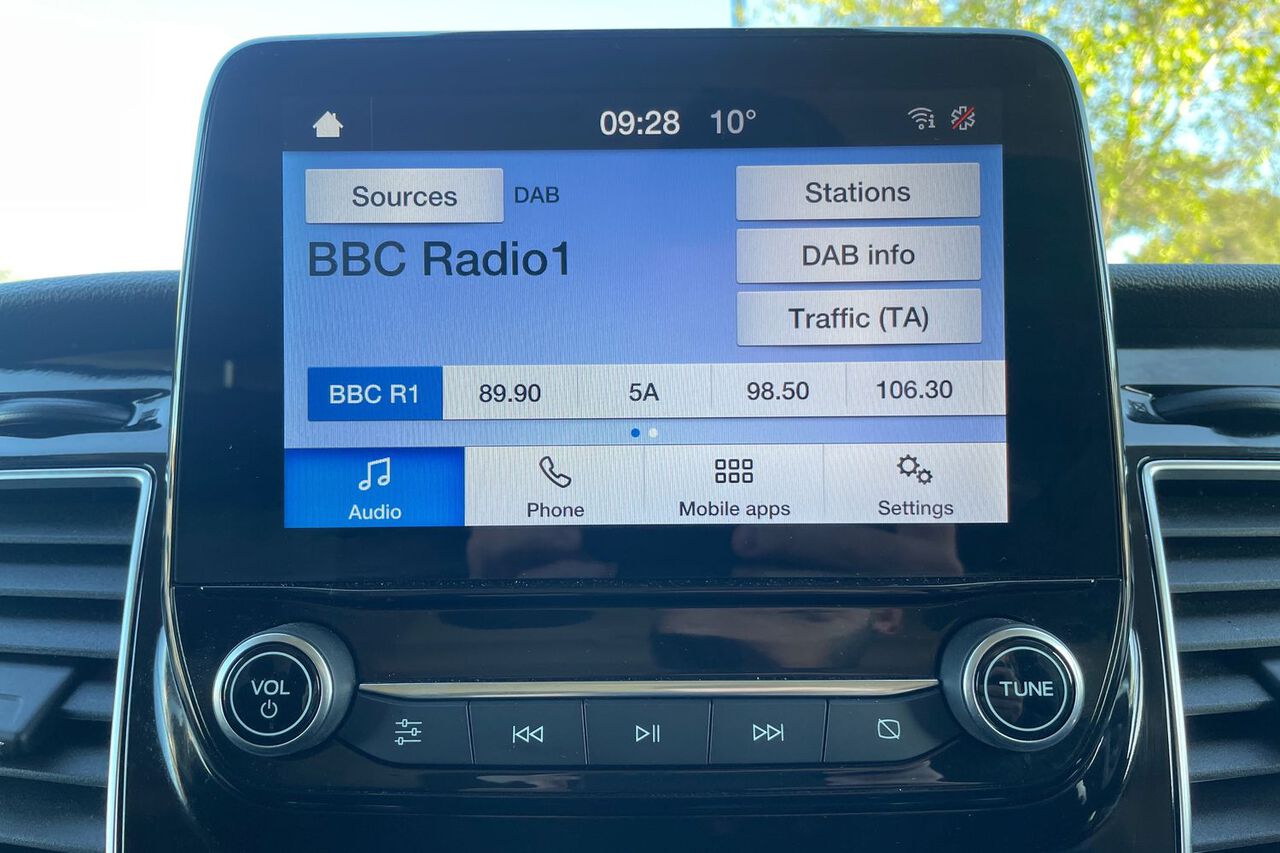 09:28 10°
Sources DAB
BBC Radio1
Stations
DAB info
Traffic (TA)
BBC R1 89.90 5A 98.50 106.30
Audio Phone Mobile apps Settings
VOL
TUNE